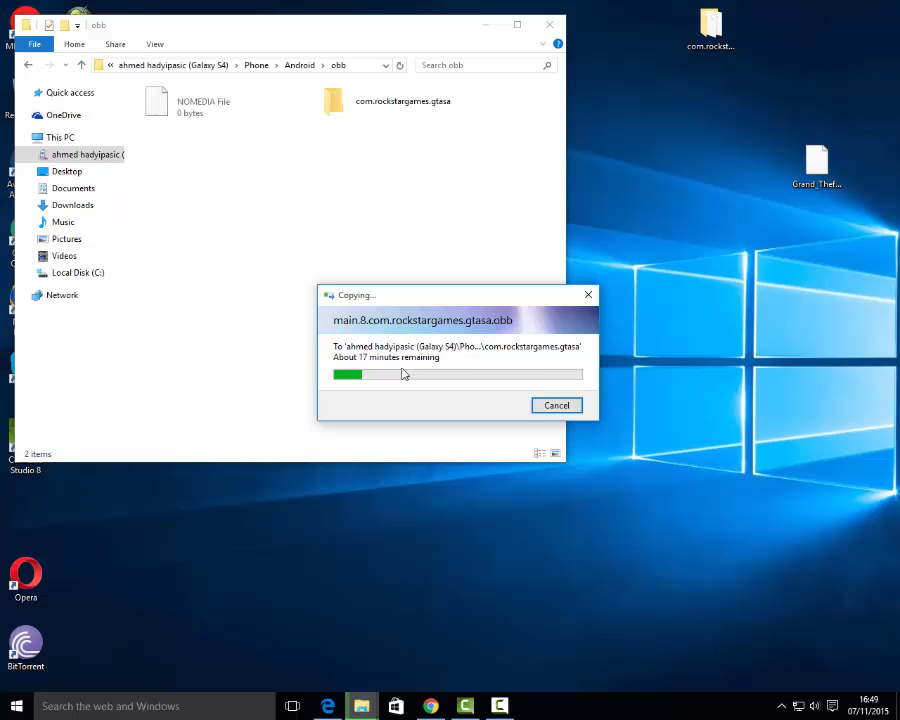 obb
File
Home
Share
View
« ahmed hadyipasic (Galaxy S4) > Phone > Android > obb
Search obb
Quick access
OneDrive
This PC
ahmed hadyipasic (
Desktop
Documents
Downloads
Music
Pictures
Videos
Local Disk (C:)
Network
NOMEDIA File
0 bytes
com.rockstargames.gtasa
2 items
com.rockst...
Grand_Thef...
Copying...
main.8.com.rockstargames.gtasa.obb
To 'ahmed hadyipasic (Galaxy S4)\Pho...\com.rockstargames.gtasa'
About 17 minutes remaining
Cancel
Studio 8
Opera
BitTorrent
Search the web and Windows
16:49
07/11/2015